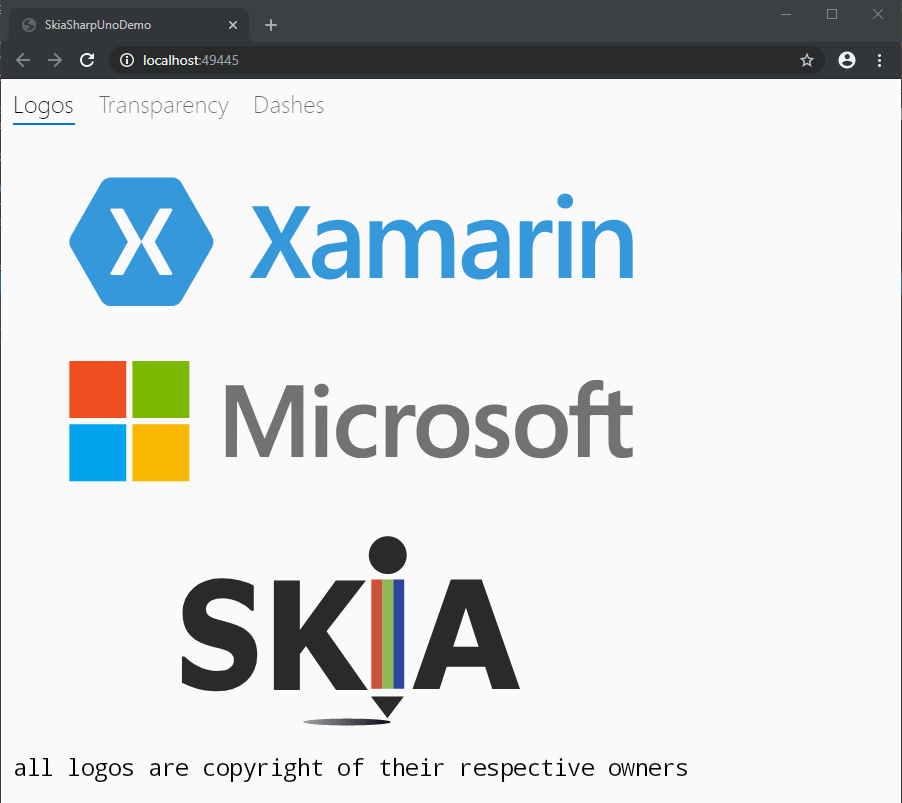 SkiaSharpUnoDemo
localhost:49445
Logos Transparency Dashes
X Xamarin
Microsoft
SKiA
all logos are copyright of their respective owners